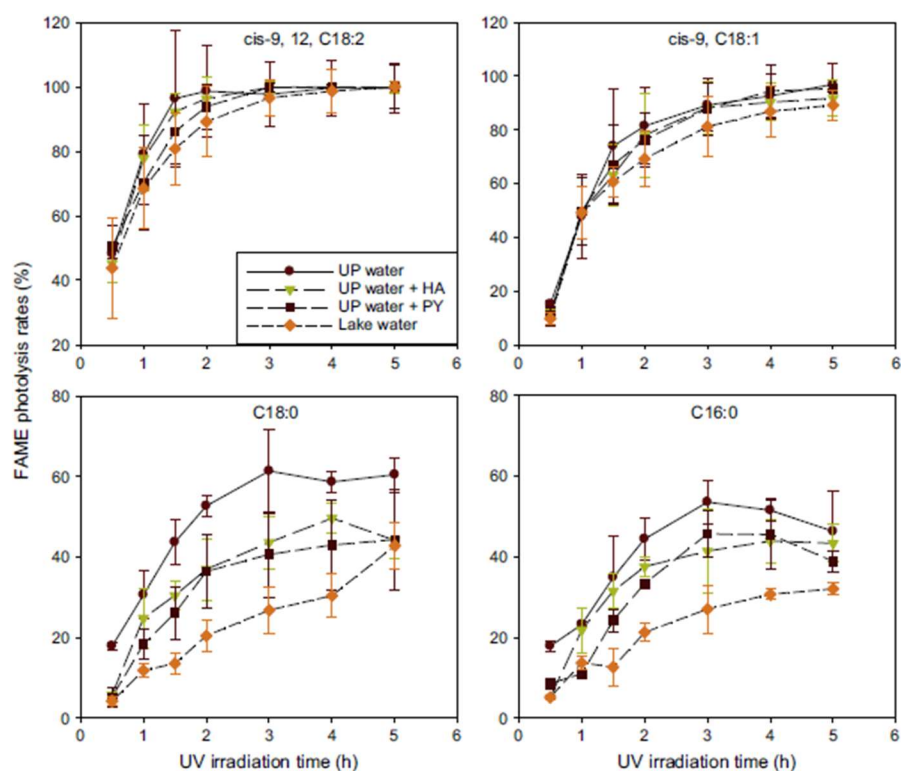 cis-9, 12, C18:2
cis-9, C18:1
120
100
80
60
40
20
0 1 2 3 4 5 6
UP water
UP water + HA
UP water + PY
Lake water
120
100
80
60
40
20
0
0 1 2 3 4 5 6
FAME photolysis rates (%)
C18:0
C16:0
80
60
40
20
0
0 1 2 3 4 5 6
UV irradiation time (h)
80
60
40
20
0
0 1 2 3 4 5 6
UV irradiation time (h)